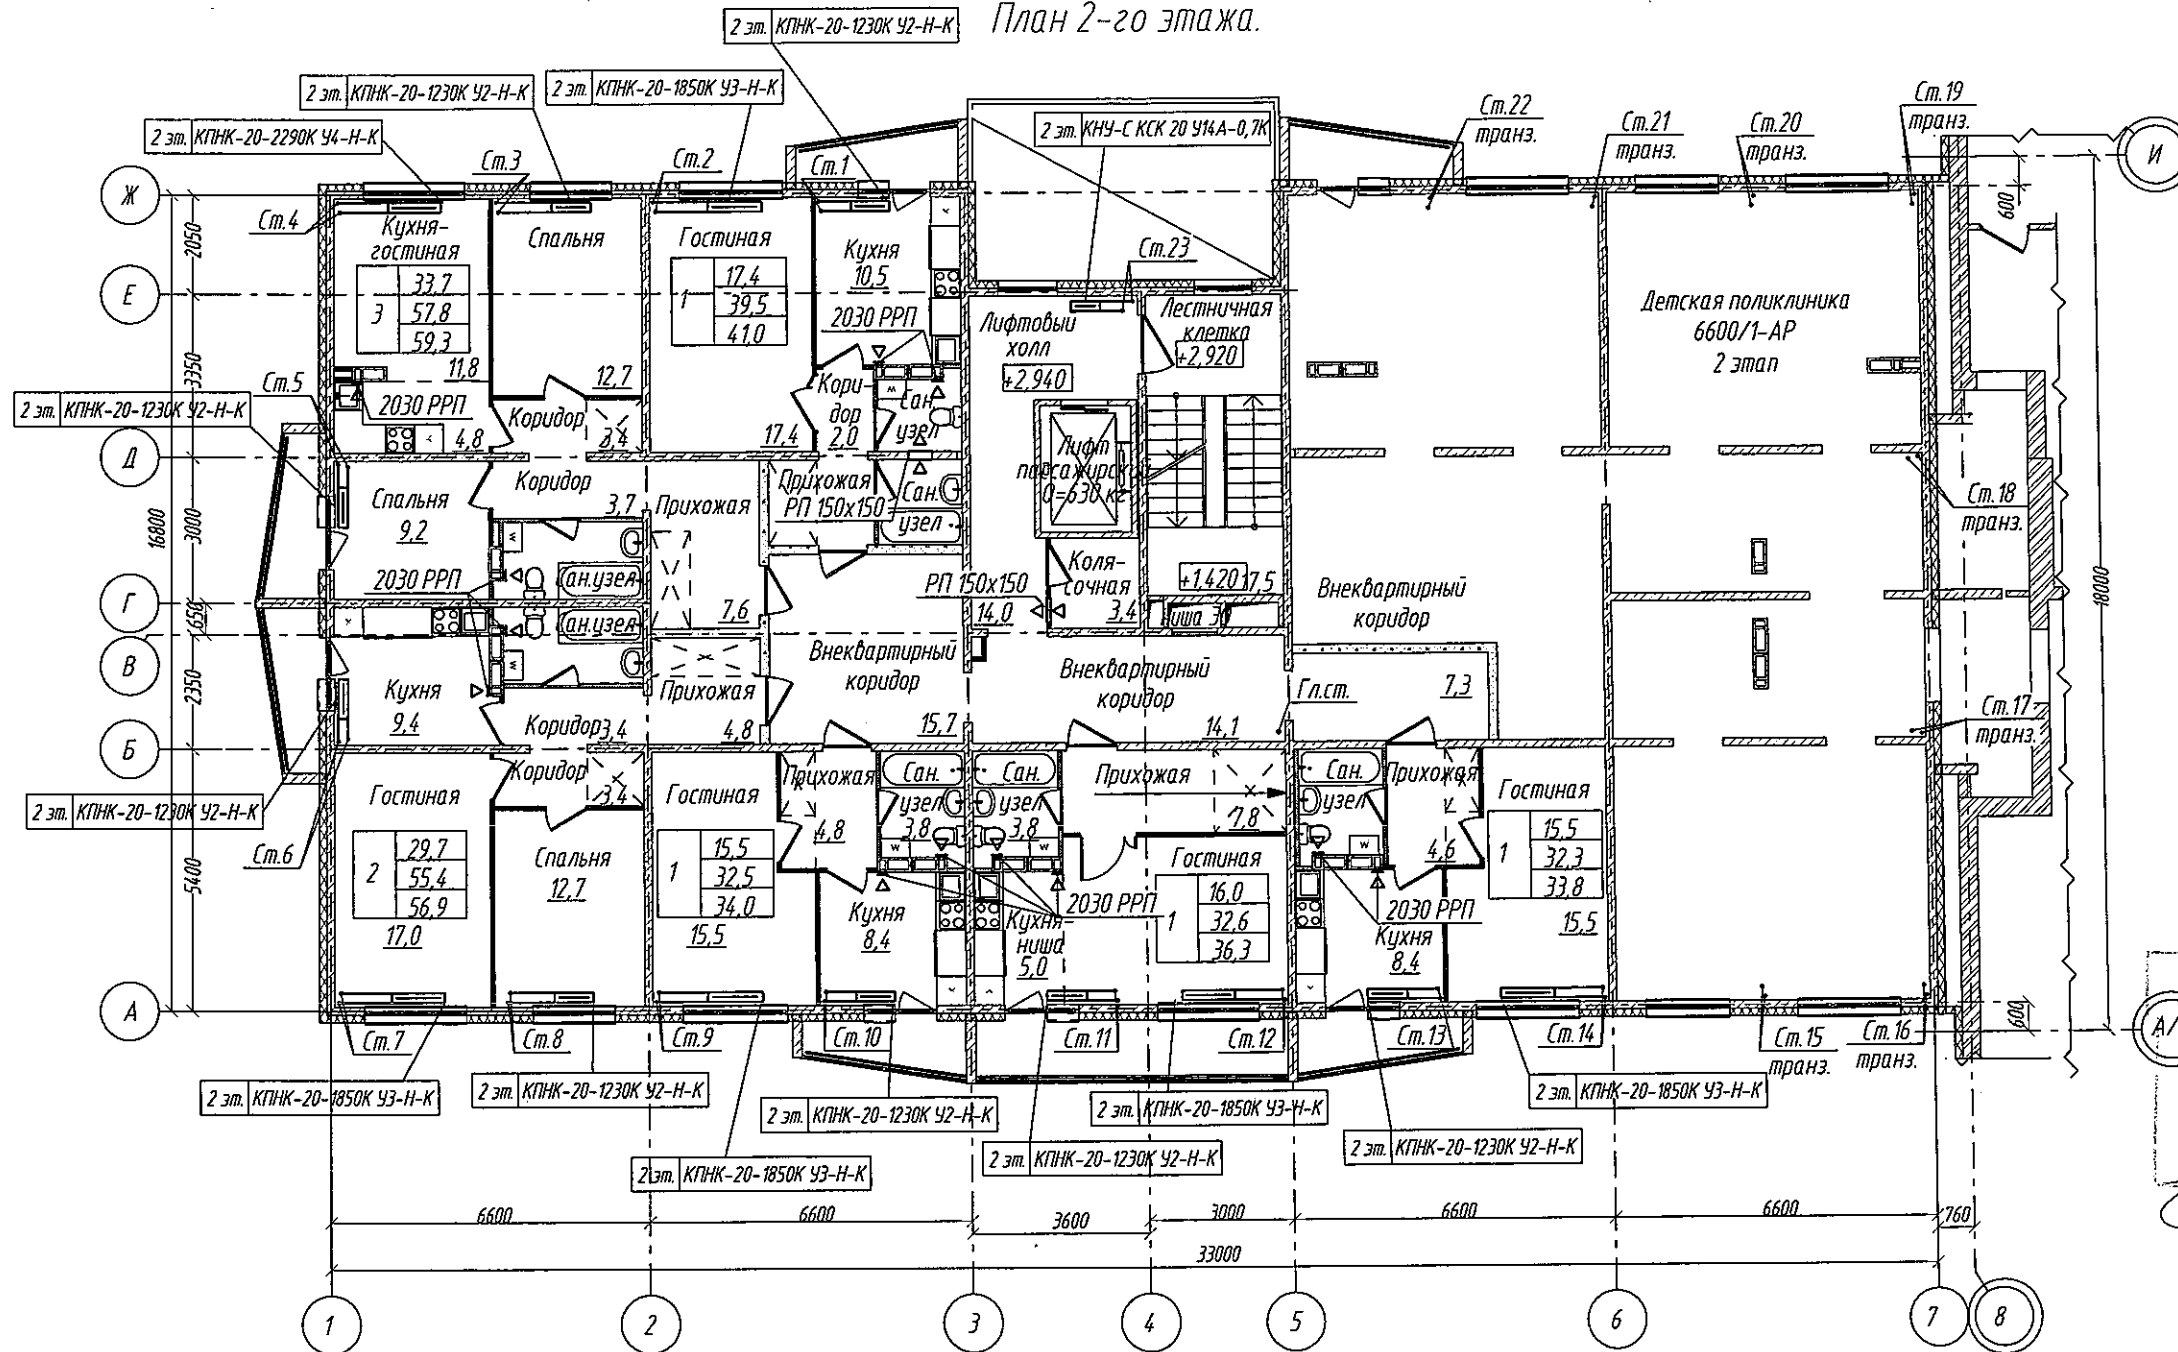 План 2-го этажа.
2 эт. КПНК-20-1230К У2-Н-К
2 эт. КПНК-20-1230К У2-Н-К
2 эт. КПНК-20-1850К У3-Н-К
2 эт. КПНК-20-2290К У4-Н-К
2 эт. КНУ-С КСК 20 У14А-0,7К
Ст.22
транз.
Ст.21
транз.
Ст.20
транз.
Ст.19
транз.
И
Ст.3
Ст.2
Ст.1
Ж
Ст.4
Кухня-
гостиная
3
33,7
57,8
59,3
11,8
Спальня
12,7
Гостиная
1
17,4
39,5
41,0
17,4
Кухня
10,5
2030 РРП
Ст.23
Лифтовый
холл
+2,940
Лестничная
клетка
+2,920
Детская поликлиника
6600/1-АР
2 этап
Е
2050
3350
600
Ст.5
2 эт. КПНК-20-1230К У2-Н-К
2030 РРП
4,8
Коридор
3,4
Кори-
дор
2,0
Сан.
узел
Д
Спальня
9,2
Коридор
3,7
Прихожая
7,6
Прихожая
РП 150х150
Сан.
узел
Лифт
пассажирский
Q=630 кг
Ст.18
транз.
16800
3000
18000
2030 РРП
Сан.узел
Сан.узел
РП 150х150
14,0
Коля-
сочная
3,4
+1.420
17,5
Внеквартирный
коридор
Г
650
В
2350
Кухня
9,4
Коридор
3,4
Прихожая
4,8
Внеквартирный
коридор
15,7
Внеквартирный
коридор
14,1
Гл.ст.
7,3
Ст.17
транз.
Б
2 эт. КПНК-20-1230К У2-Н-К
Ст.6
Гостиная
2
29,7
55,4
56,9
17,0
Коридор
3,4
Спальня
12,7
Гостиная
1
15,5
32,5
34,0
15,5
Прихожая
4,8
Сан.
узел
3,8
Сан.
узел
3,8
Прихожая
7,8
Сан.
узел
Прихожая
4,6
Гостиная
1
15,5
32,3
33,8
15,5
5400
Кухня
8,4
2030 РРП
Кухня-
ниша
5,0
Гостиная
1
16,0
32,6
36,3
2030 РРП
Кухня
8,4
А
600
А/
Ст.7
Ст.8
Ст.9
Ст.10
Ст.11
Ст.12
Ст.13
Ст.14
Ст.15
транз.
Ст.16
транз.
2 эт. КПНК-20-1850К У3-Н-К
2 эт. КПНК-20-1230К У2-Н-К
2 эт. КПНК-20-1230К У2-Н-К
2 эт. КПНК-20-1850К У3-Н-К
2 эт. КПНК-20-1850К У3-Н-К
2 эт. КПНК-20-1850К У3-Н-К
2 эт. КПНК-20-1230К У2-Н-К
2 эт. КПНК-20-1230К У2-Н-К
6600
6600
3600
3000
6600
6600
760
33000
1
2
3
4
5
6
7
8